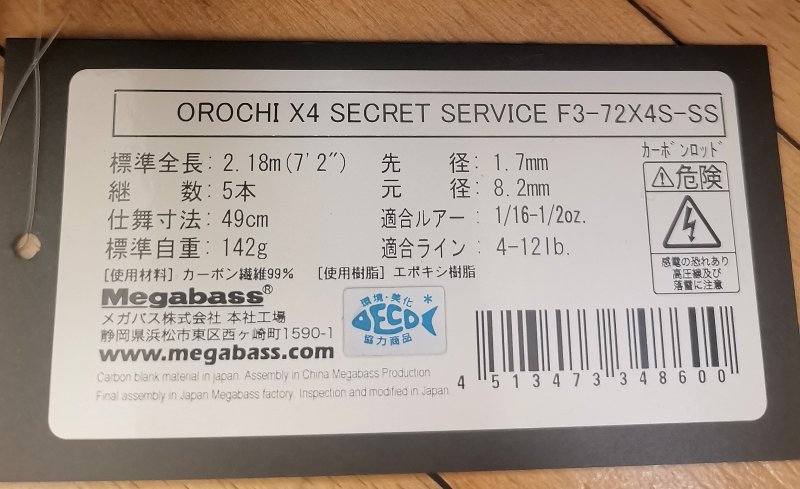 OROCHI X4 SECRET SERVICE F3-72X4S-SS
標準全長: 2.18m(7'2") 先 径: 1.7mm
継 数: 5本 元 径: 8.2mm
仕舞寸法: 49cm 適合ルアー: 1/16-1/2oz.
標準自重: 142g 適合ライン: 4-12lb.
カーボンロッド
⚠危険
感電の恐れあり
高圧線及び
落雷に注意
[使用材料] カーボン繊維99% [使用樹脂] エポキシ樹脂
Megabass®
メガバス株式会社 本社工場
静岡県浜松市東区西ヶ崎町1590-1
www.megabass.com
環境・美化
DECO
協力商品
Carbon blank material in japan. Assembly in China Megabass Production.
Final assembly in Japan Megabass factory. Inspection and modified in Japan.
4 513473 348600